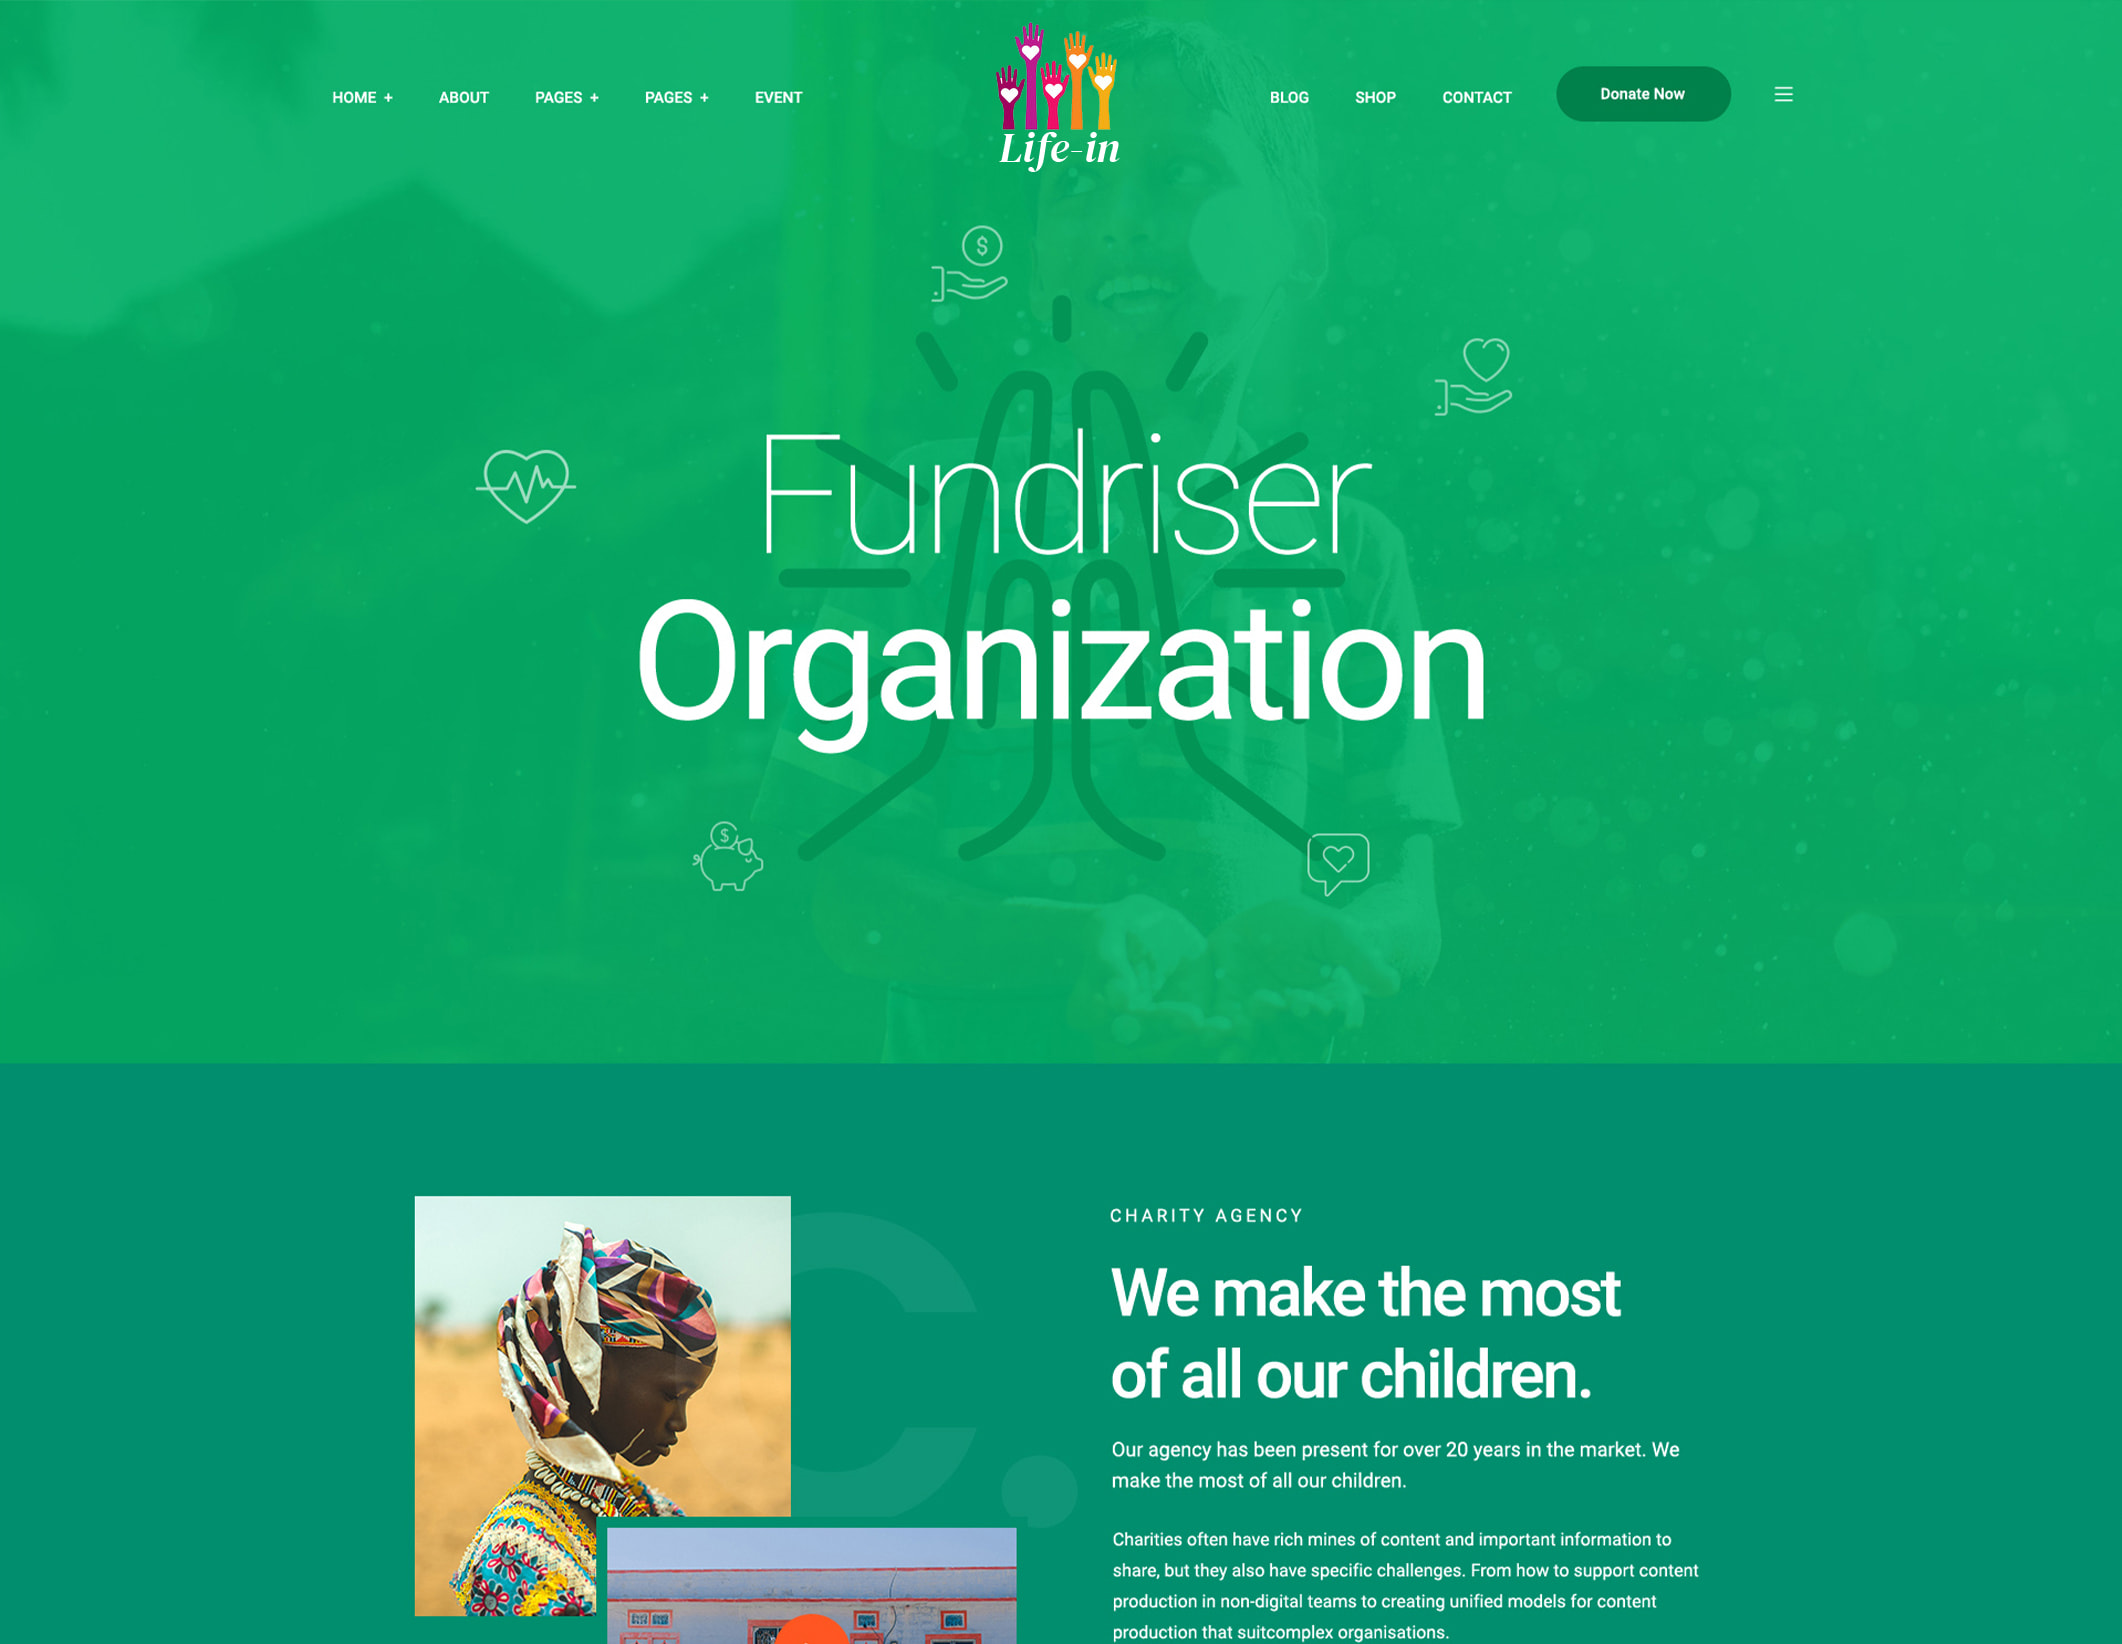 HOME +
ABOUT
PAGES +
PAGES +
EVENT
Life-in
BLOG
SHOP
CONTACT
Donate Now
$
Fundriser
Organization
$
C.
CHARITY AGENCY
We make the most
of all our children.
Our agency has been present for over 20 years in the market. We
make the most of all our children.
Charities often have rich mines of content and important information to
share, but they also have specific challenges. From how to support content
production in non-digital teams to creating unified models for content
production that suitcomplex organisations.